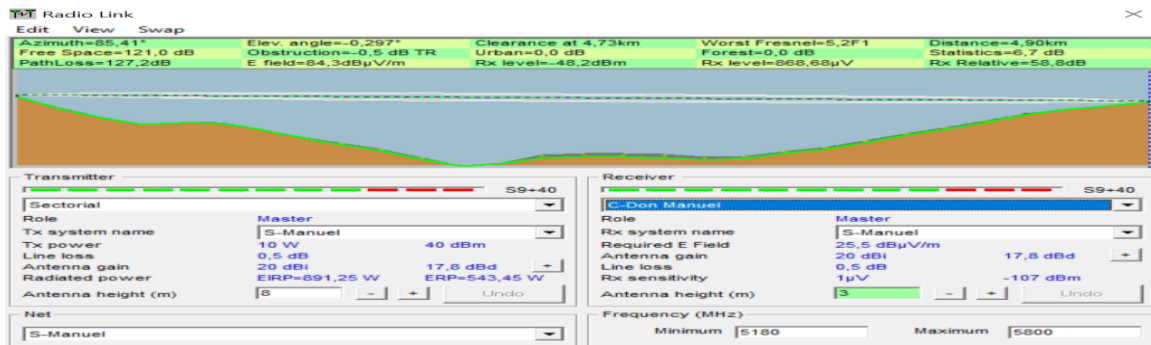 Radio Link
Edit View Swap
Azimuth=85,41° Elev. angle=-0,297° Clearance at 4,73km Worst Fresnel=5,2F1 Distance=4,90km
Free Space=121,0 dB Obstruction=-0,5 dB TR Urban=0,0 dB Forest=0,0 dB Statistics=6,7 dB
PathLoss=127,2dB E field=84,3dBµV/m Rx level=-48,2dBm Rx level=868,68µV Rx Relative=58,8dB
Transmitter
S9+40
Sectorial
Role Master
Tx system name S-Manuel
Tx power 10 W 40 dBm
Line loss 0,5 dB
Antenna gain 20 dBi 17,8 dBd +
Radiated power EIRP=891,25 W ERP=543,45 W
Antenna height (m) 8 - + Undo
Net
S-Manuel
Receiver
S9+40
C-Don Manuel
Role Master
Rx system name S-Manuel
Required E Field 25,5 dBµV/m
Antenna gain 20 dBi 17,8 dBd +
Line loss 0,5 dB
Rx sensitivity 1µV -107 dBm
Antenna height (m) 3 - + Undo
Frequency (MHz)
Minimum 5180 Maximum 5800